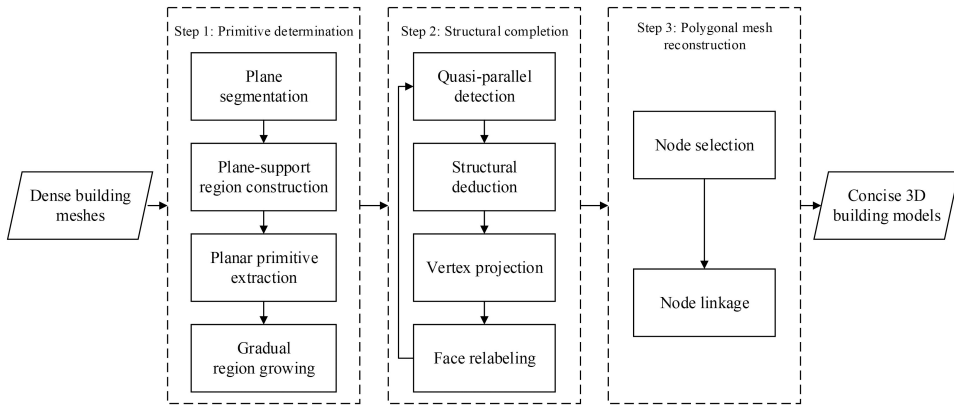 Dense building
meshes
Step 1: Primitive determination
Plane
segmentation
Plane-support
region construction
Planar primitive
extraction
Gradual
region growing
Step 2: Structural completion
Quasi-parallel
detection
Structural
deduction
Vertex projection
Face relabeling
Step 3: Polygonal mesh
reconstruction
Node selection
Node linkage
Concise 3D
building models